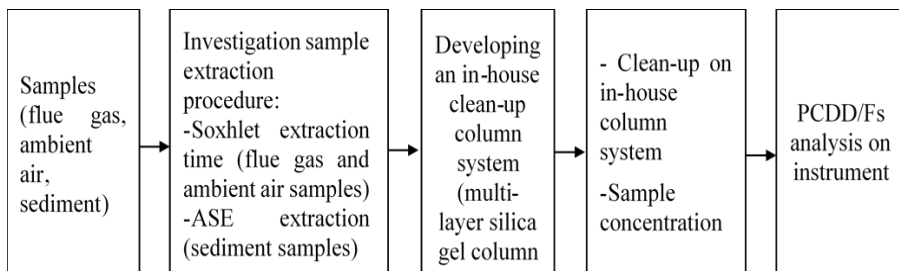 Samples
(flue gas,
ambient
air,
sediment)
Investigation sample
extraction
procedure:
-Soxhlet extraction
time (flue gas and
ambient air samples)
-ASE extraction
(sediment samples)
Developing
an in-house
clean-up
column
system
(multi-
layer silica
gel column
- Clean-up on
in-house
column
system
-Sample
concentration
PCDD/Fs
analysis on
instrument